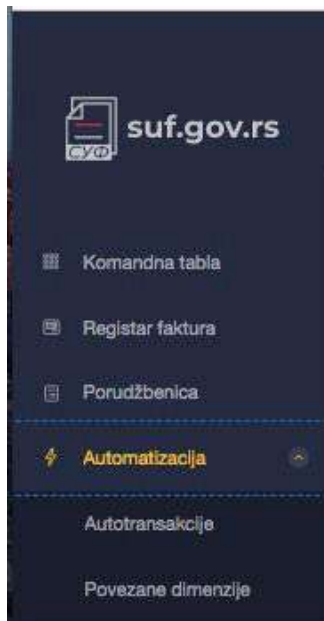 СУФ
suf.gov.rs
Komandna tabla
Registar faktura
Porudžbenica
Automatizacija
Autotransakcije
Povezane dimenzije